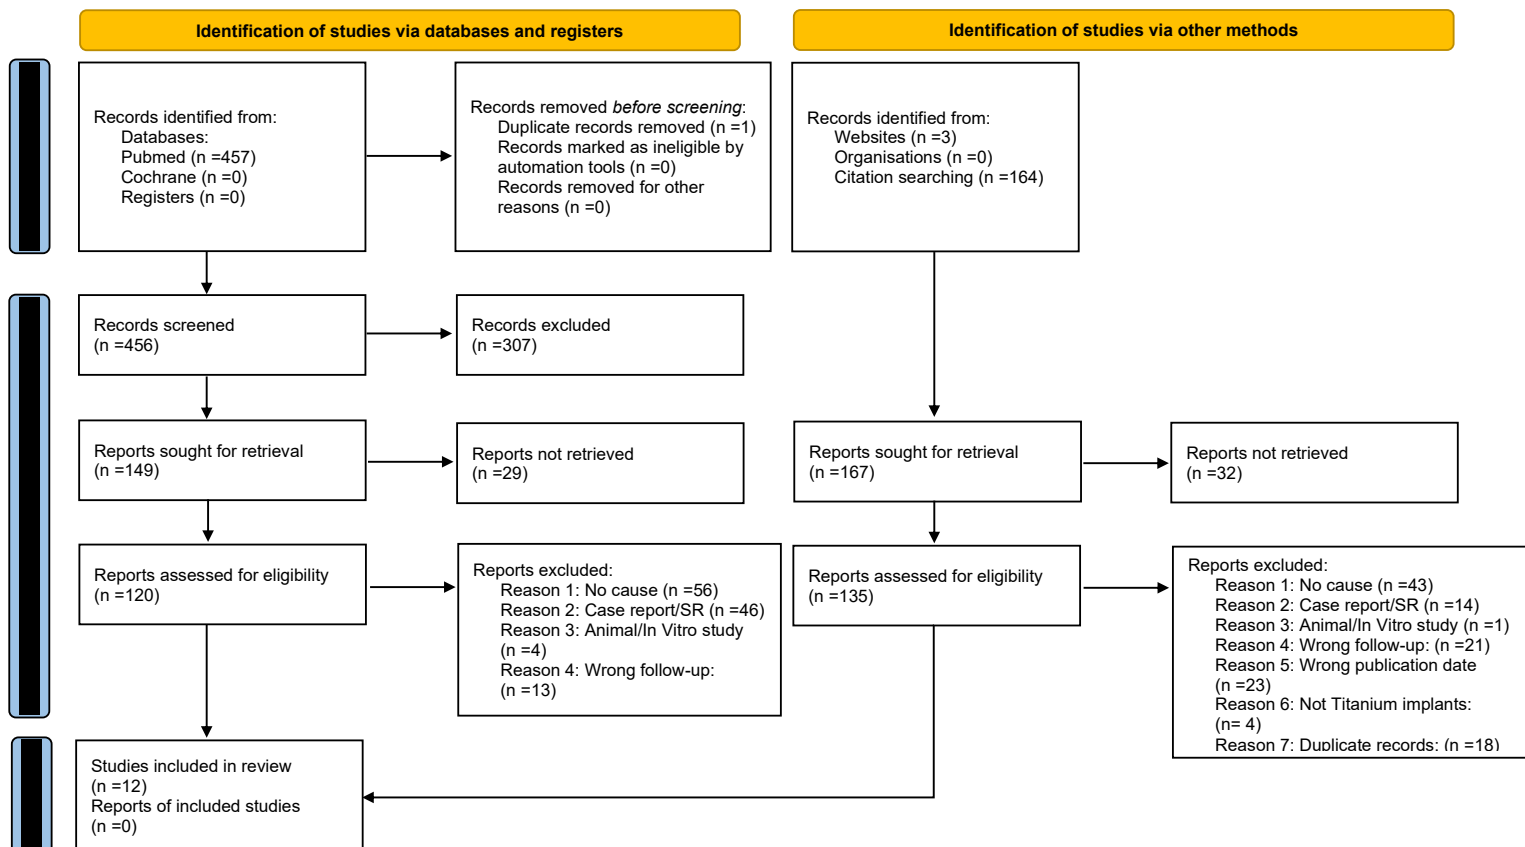 Identification of studies via databases and registers
Identification of studies via other methods
Records identified from:
Databases:
Pubmed (n =457)
Cochrane (n =0)
Registers (n =0)
Records removed before screening:
Duplicate records removed (n =1)
Records marked as ineligible by
automation tools (n =0)
Records removed for other
reasons (n =0)
Records identified from:
Websites (n =3)
Organisations (n =0)
Citation searching (n =164)
Records screened
(n =456)
Records excluded
(n =307)
Reports sought for retrieval
(n =149)
Reports not retrieved
(n =29)
Reports sought for retrieval
(n =167)
Reports not retrieved
(n =32)
Reports assessed for eligibility
(n =120)
Reports excluded:
Reason 1: No cause (n =56)
Reason 2: Case report/SR (n =46)
Reason 3: Animal/In Vitro study
(n =4)
Reason 4: Wrong follow-up:
(n =13)
Reports assessed for eligibility
(n =135)
Reports excluded:
Reason 1: No cause (n =43)
Reason 2: Case report/SR (n =14)
Reason 3: Animal/In Vitro study (n =1)
Reason 4: Wrong follow-up: (n =21)
Reason 5: Wrong publication date
(n =23)
Reason 6: Not Titanium implants:
(n= 4)
Reason 7: Duplicate records: (n =18)
Studies included in review
(n =12)
Reports of included studies
(n =0)